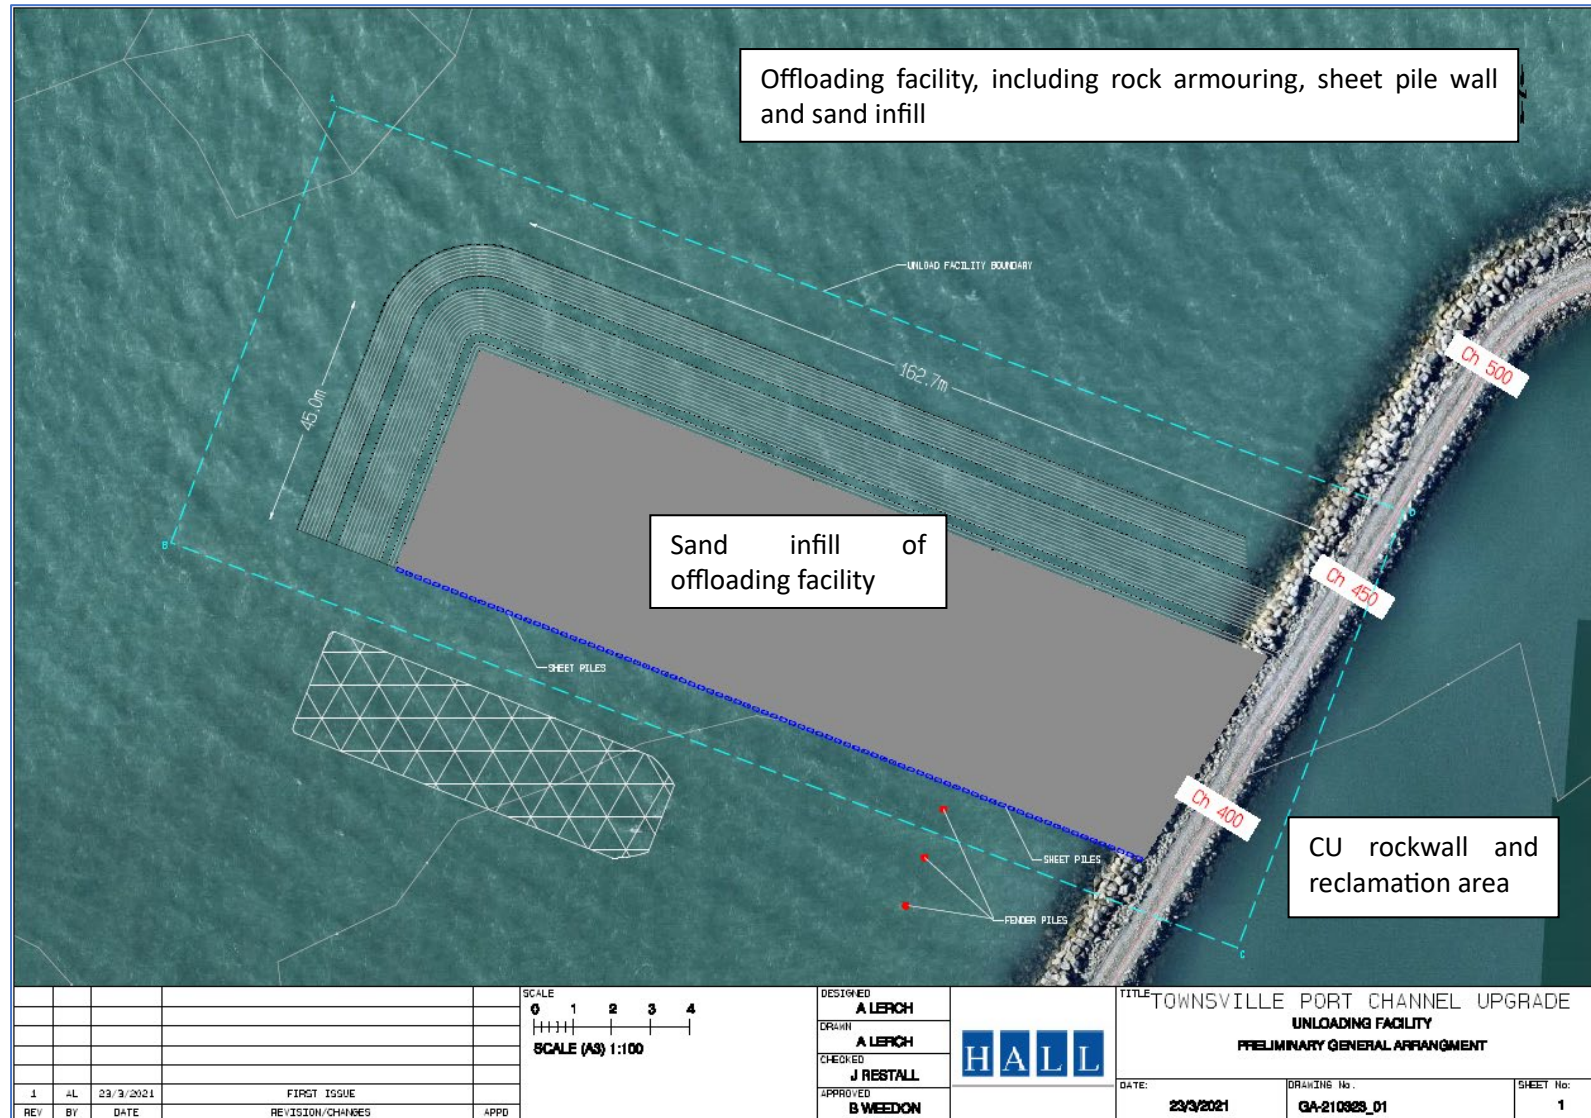 Offloading facility, including rock armouring, sheet pile wall
and sand infill
A
UNLOAD FACILITY BOUNDARY
162.7m
45.0m
Ch 500
Ch 450
Sand infill of
offloading facility
B
SHEET PILES
Ch 400
CU rockwall and
reclamation area
SHEET PILES
FENDER PILES
C
SCALE
0 1 2 3 4
SCALE (A3) 1:100
DESIGNED
A LERCH
DRAWN
A LERCH
CHECKED
J RESTALL
APPROVED
B WEEDON
HALL
TITLE
TOWNSVILLE PORT CHANNEL UPGRADE
UNLOADING FACILITY
PRELIMINARY GENERAL ARRANGMENT
DATE:
23/3/2021
DRAWING No.
GA-210323_01
SHEET No:
1
1 AL 23/3/2021 FIRST ISSUE
REV BY DATE REVISION/CHANGES APPD